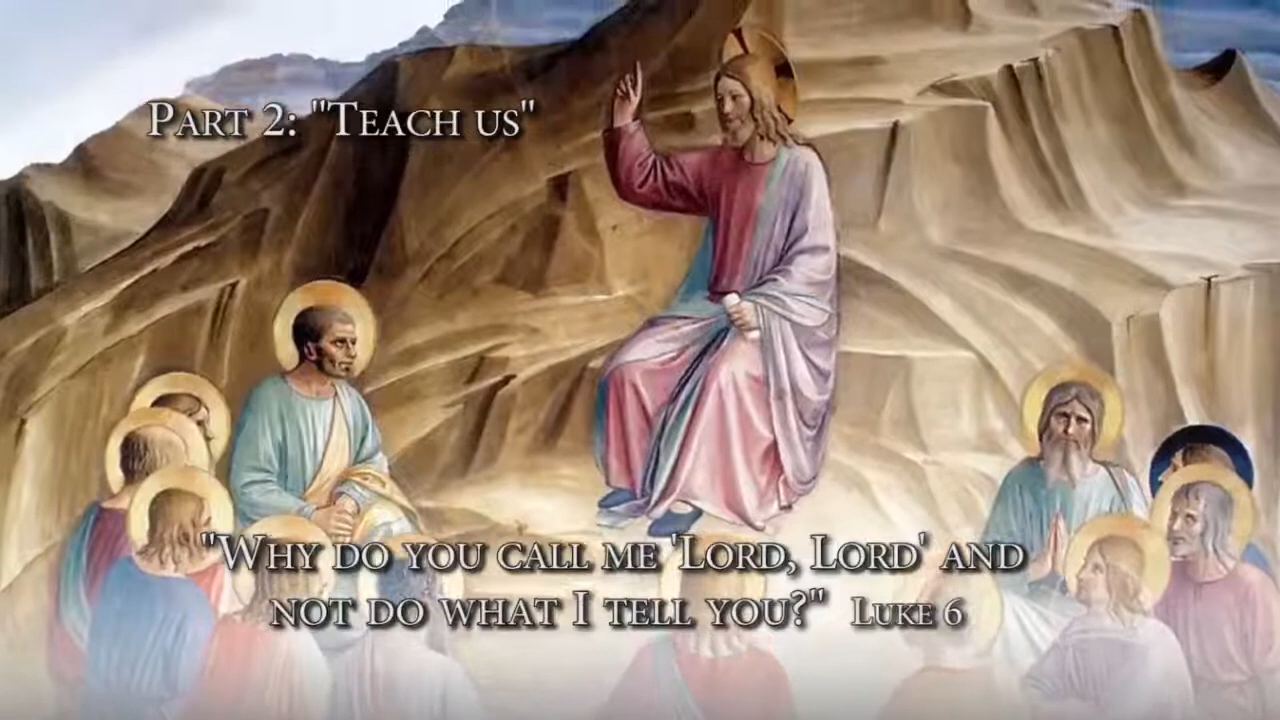 Part 2: "Teach us"
"Why do you call me 'Lord, Lord' and
not do what I tell you?" Luke 6